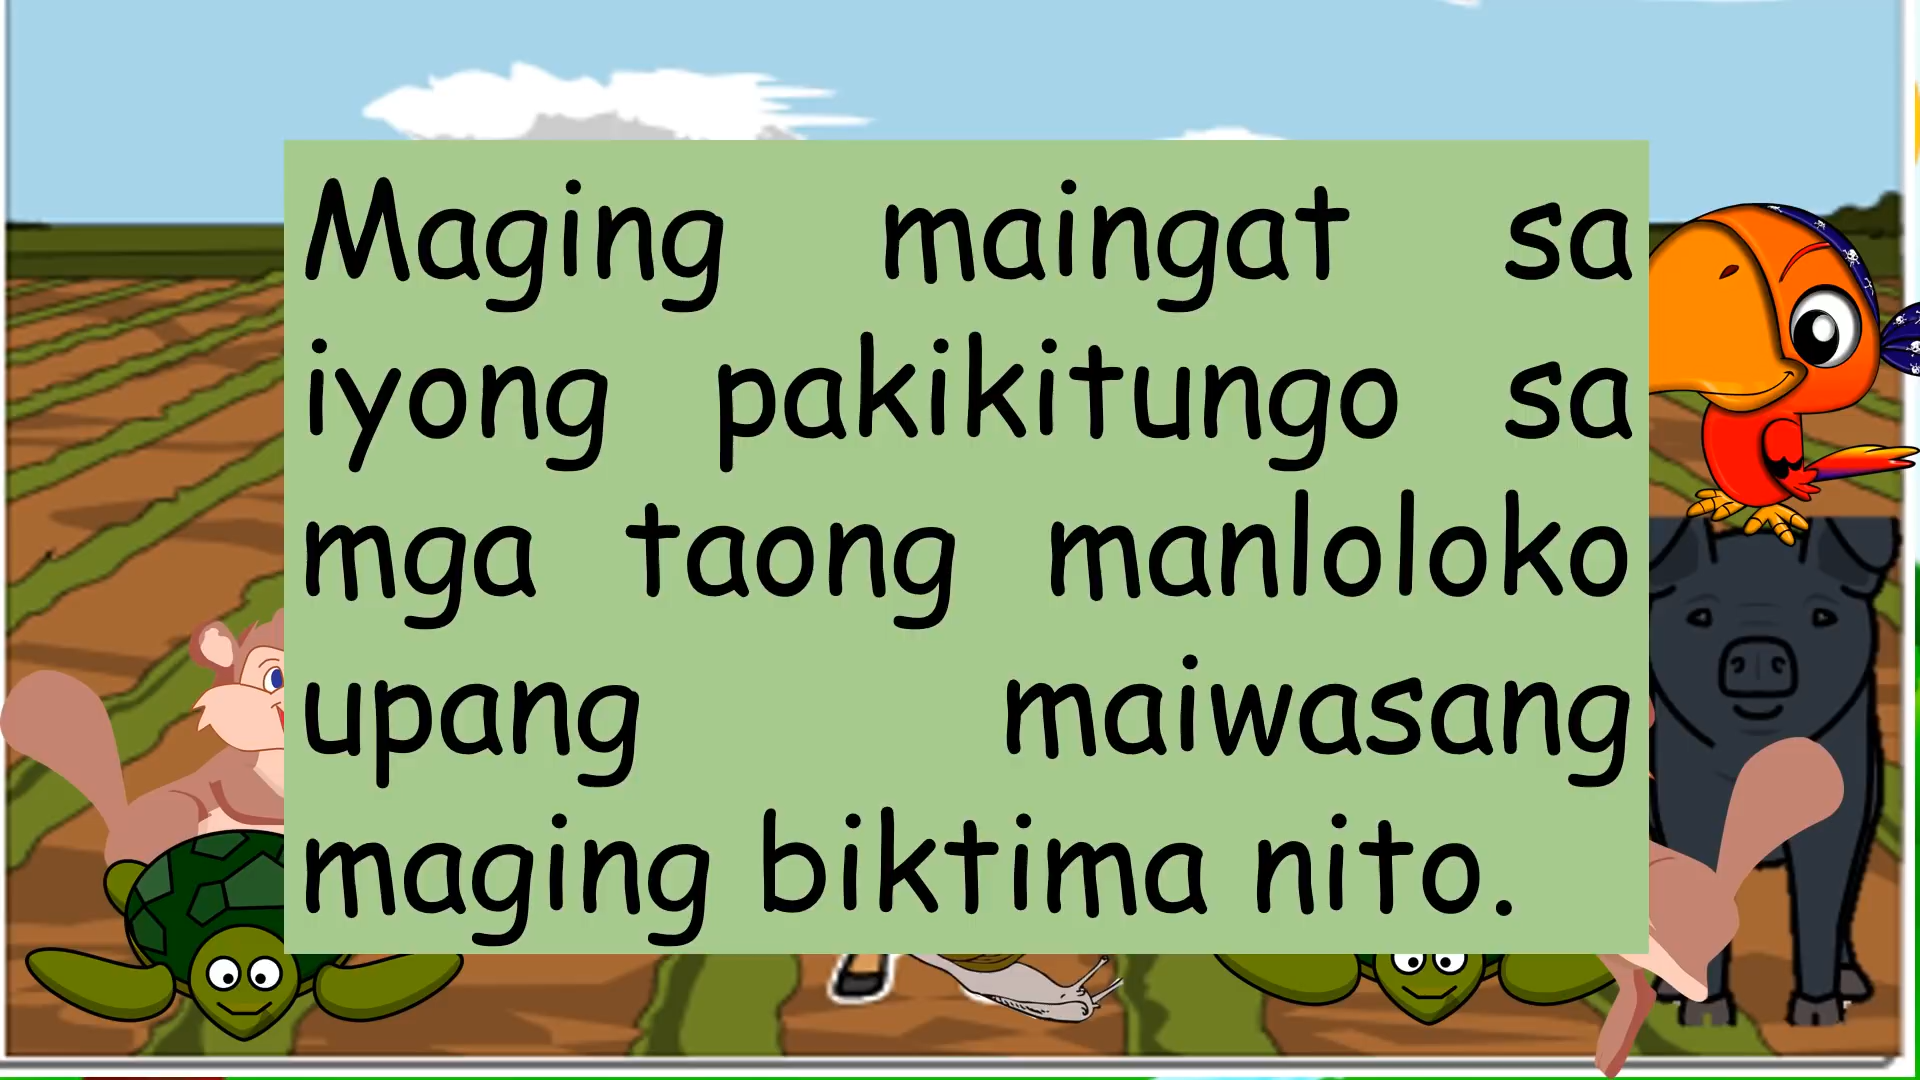 Maging maingat sa
iyong pakikitungo sa
mga taong manloloko
upang maiwasang
maging biktima nito.